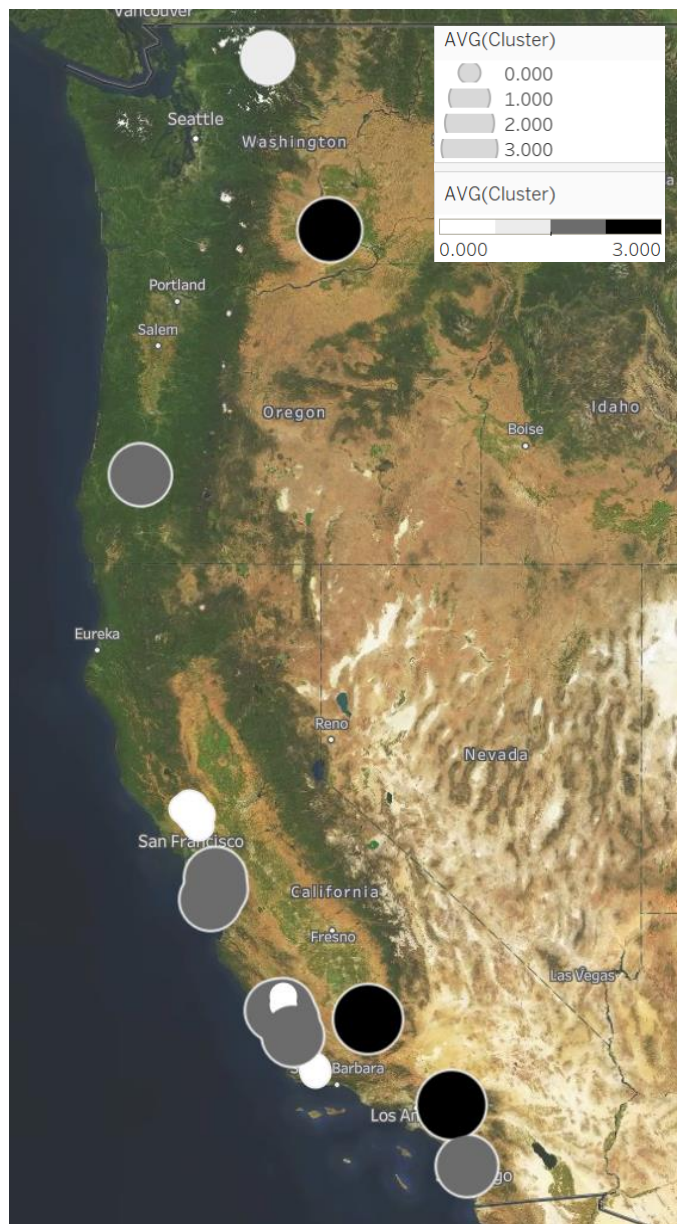 Vancouver
AVG(Cluster)
0.000
1.000
2.000
3.000
AVG(Cluster)
0.000 3.000
Seattle
Washington
Portland
Salem
Oregon
Idaho
Boise
Eureka
Reno
Nevada
San Francisco
California
Fresno
Las Vegas
Barbara
Los An
go
a